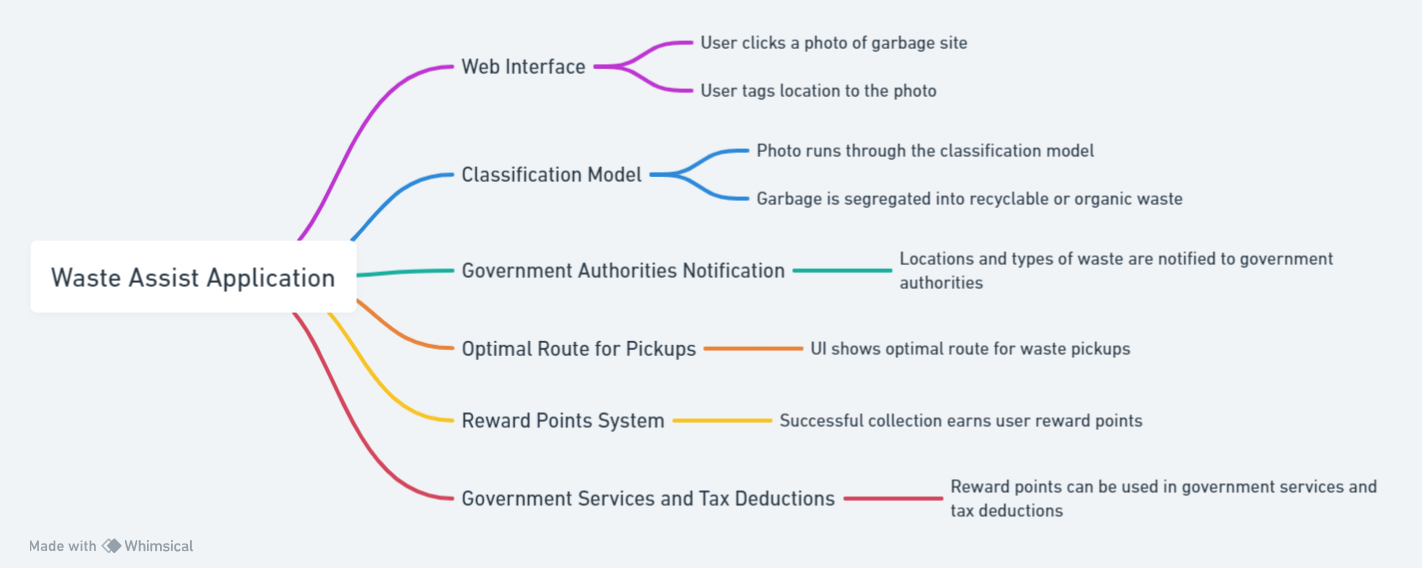 Web Interface
User clicks a photo of garbage site
User tags location to the photo
Classification Model
Photo runs through the classification model
Garbage is segregated into recyclable or organic waste
Waste Assist Application
Government Authorities Notification
Locations and types of waste are notified to government
authorities
Optimal Route for Pickups
UI shows optimal route for waste pickups
Reward Points System
Successful collection earns user reward points
Government Services and Tax Deductions
Reward points can be used in government services and
tax deductions
Made with Whimsical